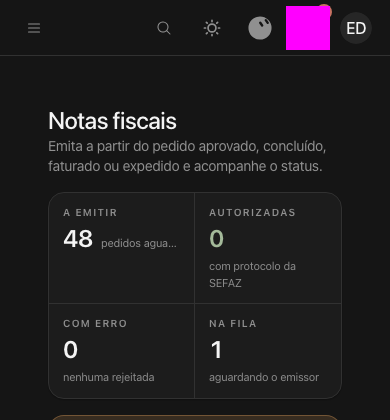 ED
Notas fiscais
Emita a partir do pedido aprovado, concluído,
faturado ou expedido e acompanhe o status.
A EMITIR
48 pedidos agua...
AUTORIZADAS
0
com protocolo da
SEFAZ
COM ERRO
0
nenhuma rejeitada
NA FILA
1
aguardando o emissor